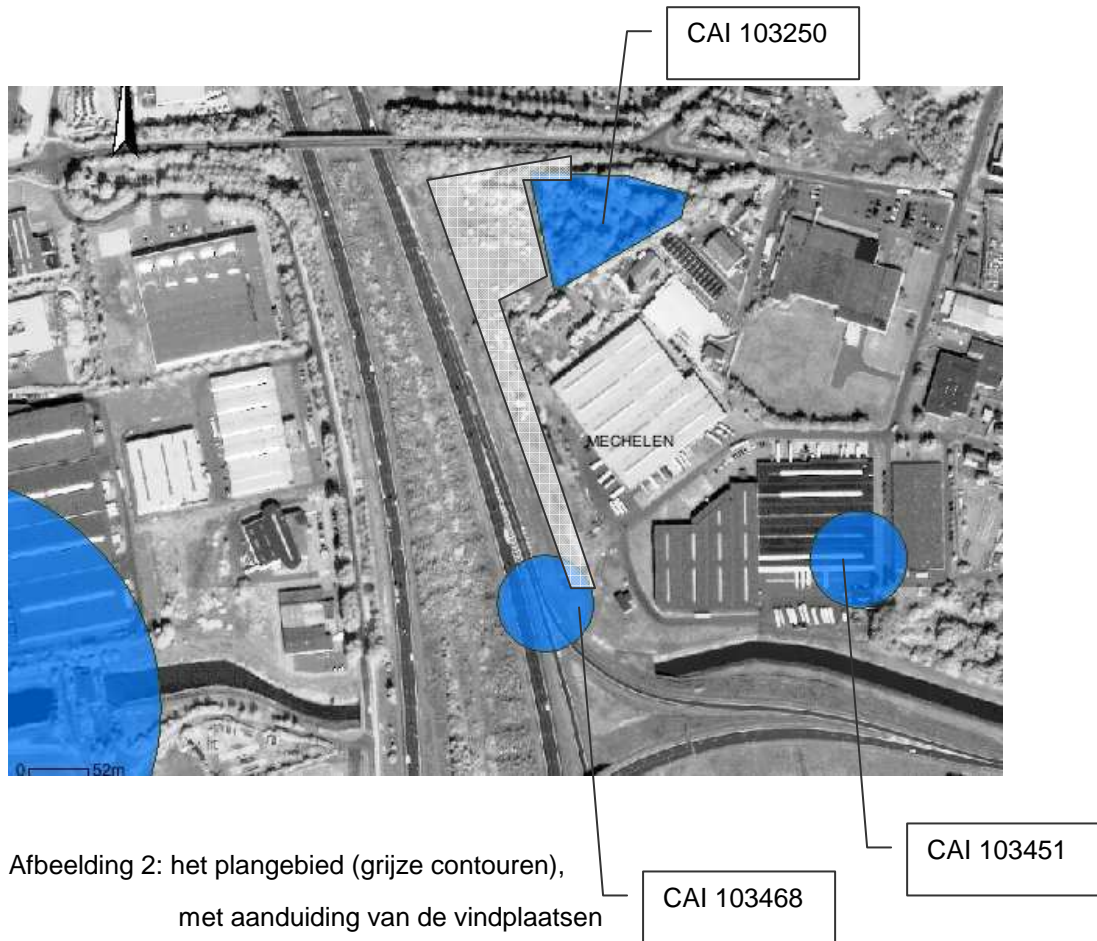 CAI 103250
MECHELEN
0 52m
CAI 103451
Afbeelding 2: het plangebied (grijze contouren),
CAI 103468
met aanduiding van de vindplaatsen